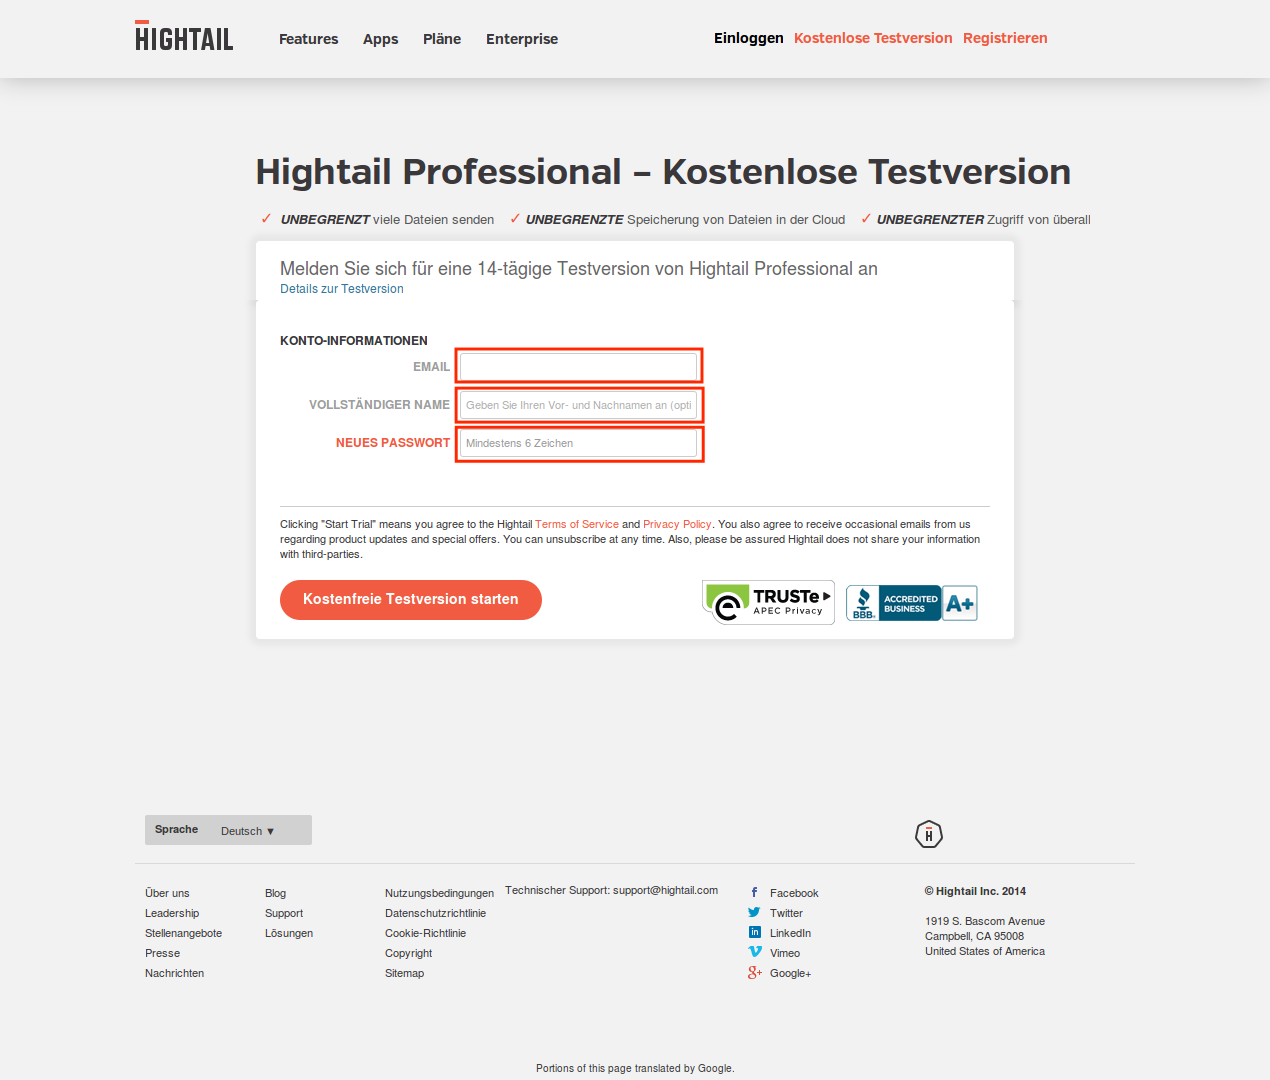 HIGHTAIL
Features Apps Pläne Enterprise
Einloggen Kostenlose Testversion Registrieren
Hightail Professional – Kostenlose Testversion
✓ UNBEGRENZT viele Dateien senden ✓ UNBEGRENZTE Speicherung von Dateien in der Cloud ✓ UNBEGRENZTER Zugriff von überall
Melden Sie sich für eine 14-tägige Testversion von Hightail Professional an
Details zur Testversion
KONTO-INFORMATIONEN
EMAIL
VOLLSTÄNDIGER NAME Geben Sie Ihren Vor- und Nachnamen an (opti
NEUES PASSWORT Mindestens 6 Zeichen
Clicking "Start Trial" means you agree to the Hightail Terms of Service and Privacy Policy. You also agree to receive occasional emails from us
regarding product updates and special offers. You can unsubscribe at any time. Also, please be assured Hightail does not share your information
with third-parties.
Kostenfreie Testversion starten
TRUSTe
APEC Privacy
BBB.
ACCREDITED
BUSINESS
A+
Sprache Deutsch ▼
Über uns
Leadership
Stellenangebote
Presse
Nachrichten
Blog
Support
Lösungen
Nutzungsbedingungen
Datenschutzrichtlinie
Cookie-Richtlinie
Copyright
Sitemap
Technischer Support: support@hightail.com
Facebook
Twitter
LinkedIn
Vimeo
Google+
© Hightail Inc. 2014
1919 S. Bascom Avenue
Campbell, CA 95008
United States of America
Portions of this page translated by Google.